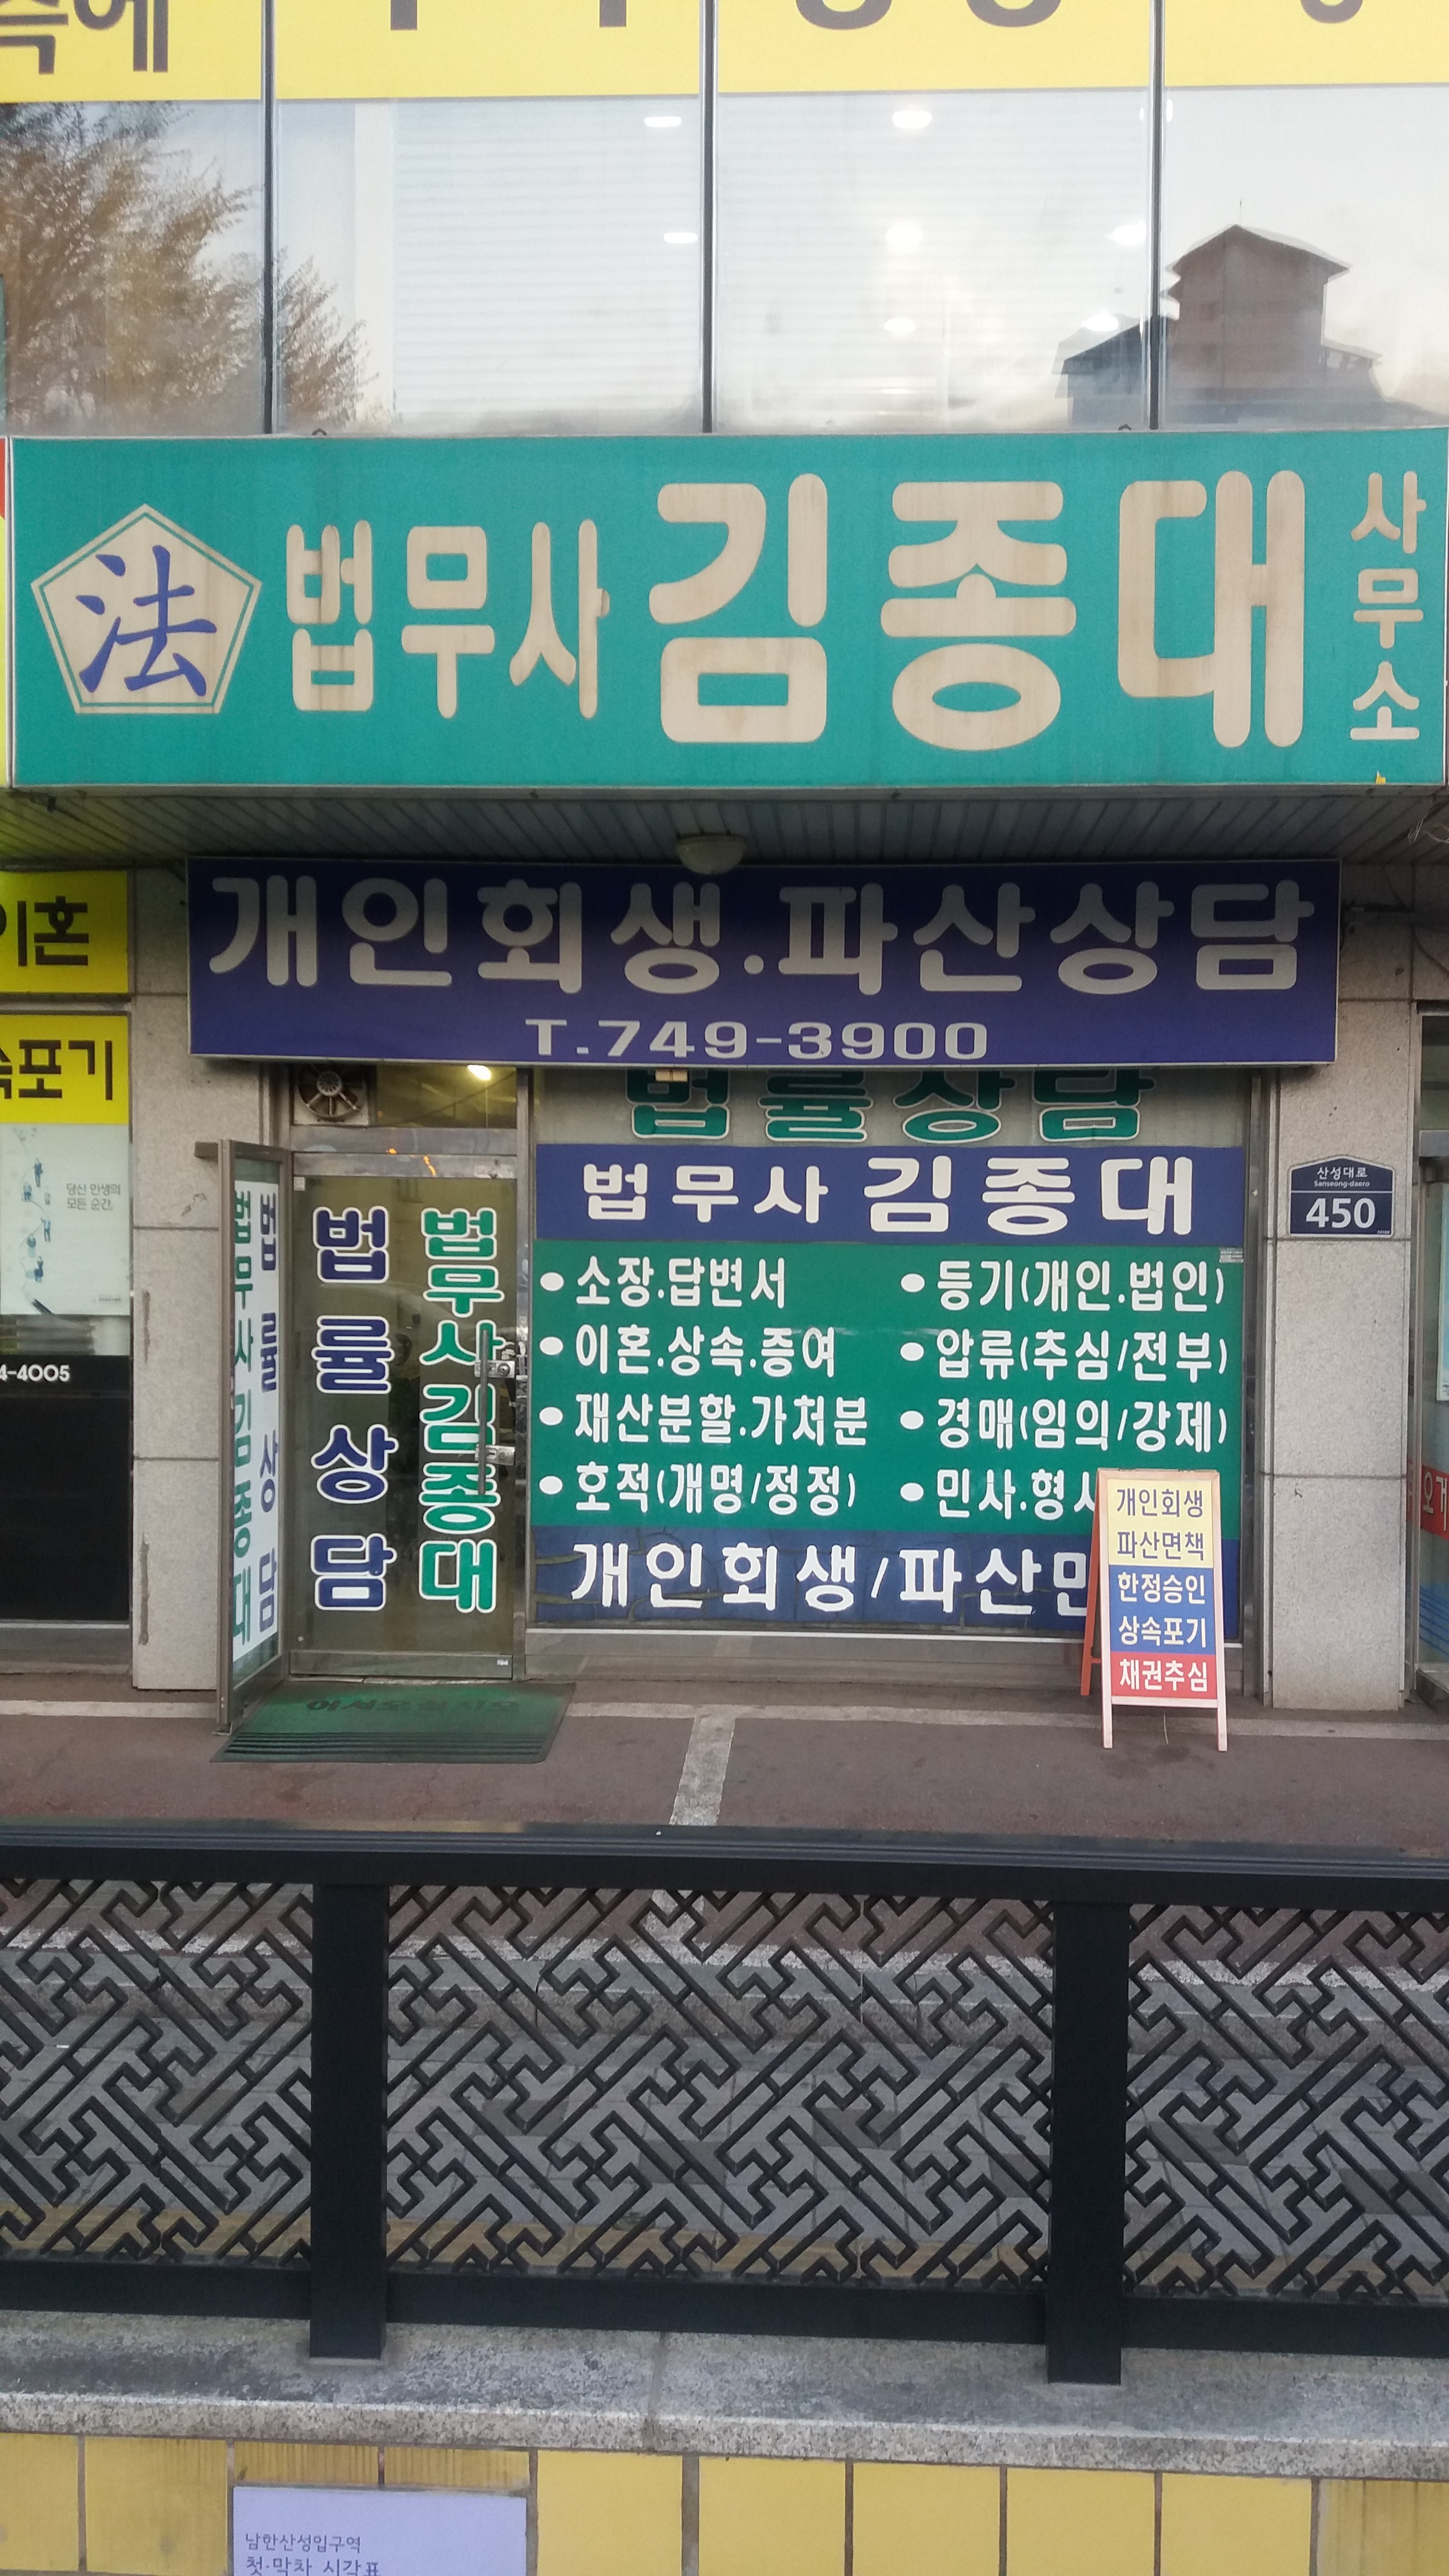 측에
法 법무사 김종대 사무소
개인회생.파산상담
T.749-3900
이혼
속포기
당신 인생의
모든 순간,
4-4005
법률상담
법무사 김종대
법률상담
법무사 김종대
법률상담
법무사 김종대
• 소장.답변서
• 등기(개인.법인)
• 이혼.상속.증여
• 압류(추심/전부)
• 재산분할.가처분
• 경매(임의/강제)
• 호적(개명/정정)
• 민사.형사
개인회생/파산면
개인회생
파산면책
한정승인
상속포기
채권추심
산성대로
Sanseong-daero
450
어서오십시오
남한산성입구역
첫·막차 시각표